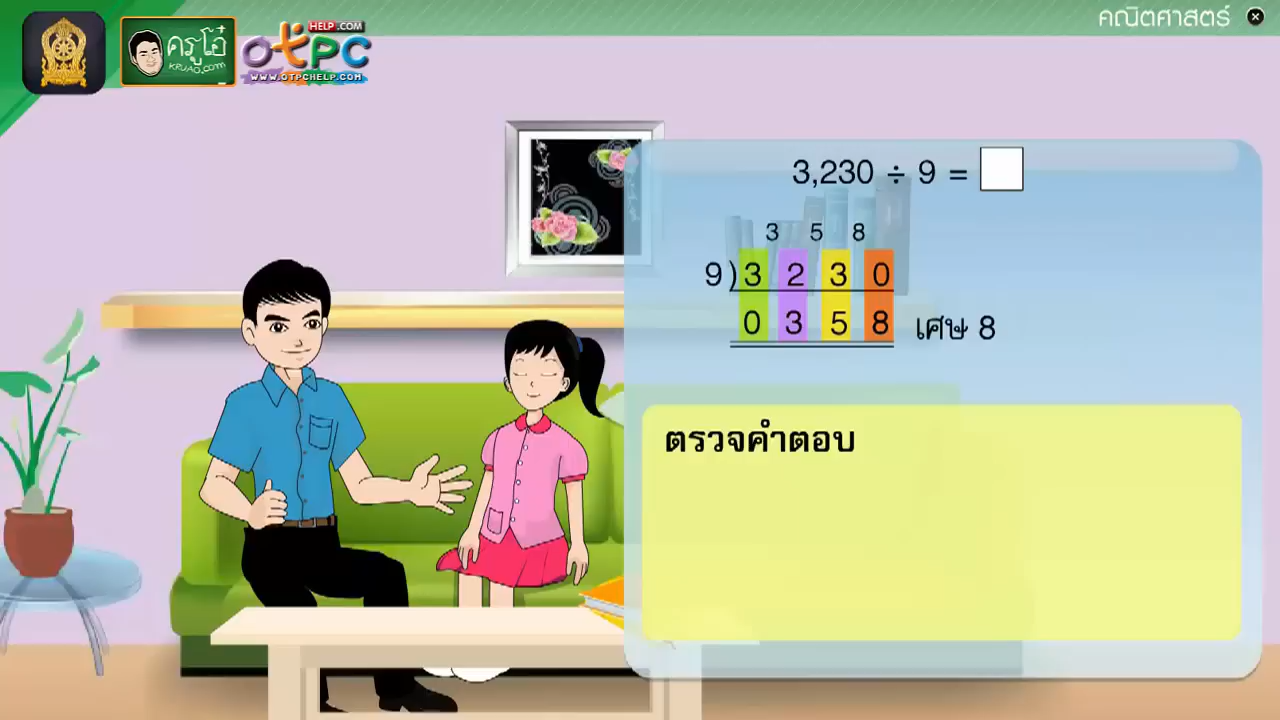 คณิตศาสตร์
ครูโอ๋
KRUAO.com
HELP.COM
OTPC
WWW.OTPCHELP.COM
3,230 ÷ 9 =
3 5 8
9)3 2 3 0
0 3 5 8 เศษ 8
ตรวจคำตอบ